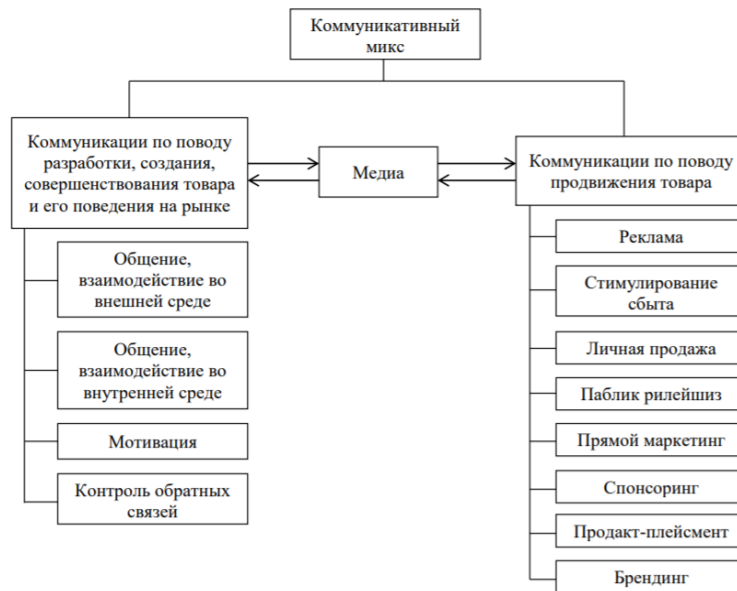 Коммуникативный
микс
Коммуникации по поводу
разработки, создания,
совершенствования товара
и его поведения на рынке
Медиа
Коммуникации по поводу
продвижения товара
Общение,
взаимодействие во
внешней среде
Общение,
взаимодействие во
внутренней среде
Мотивация
Контроль обратных
связей
Реклама
Стимулирование
сбыта
Личная продажа
Паблик рилейшиз
Прямой маркетинг
Спонсоринг
Продакт-плейсмент
Брендинг